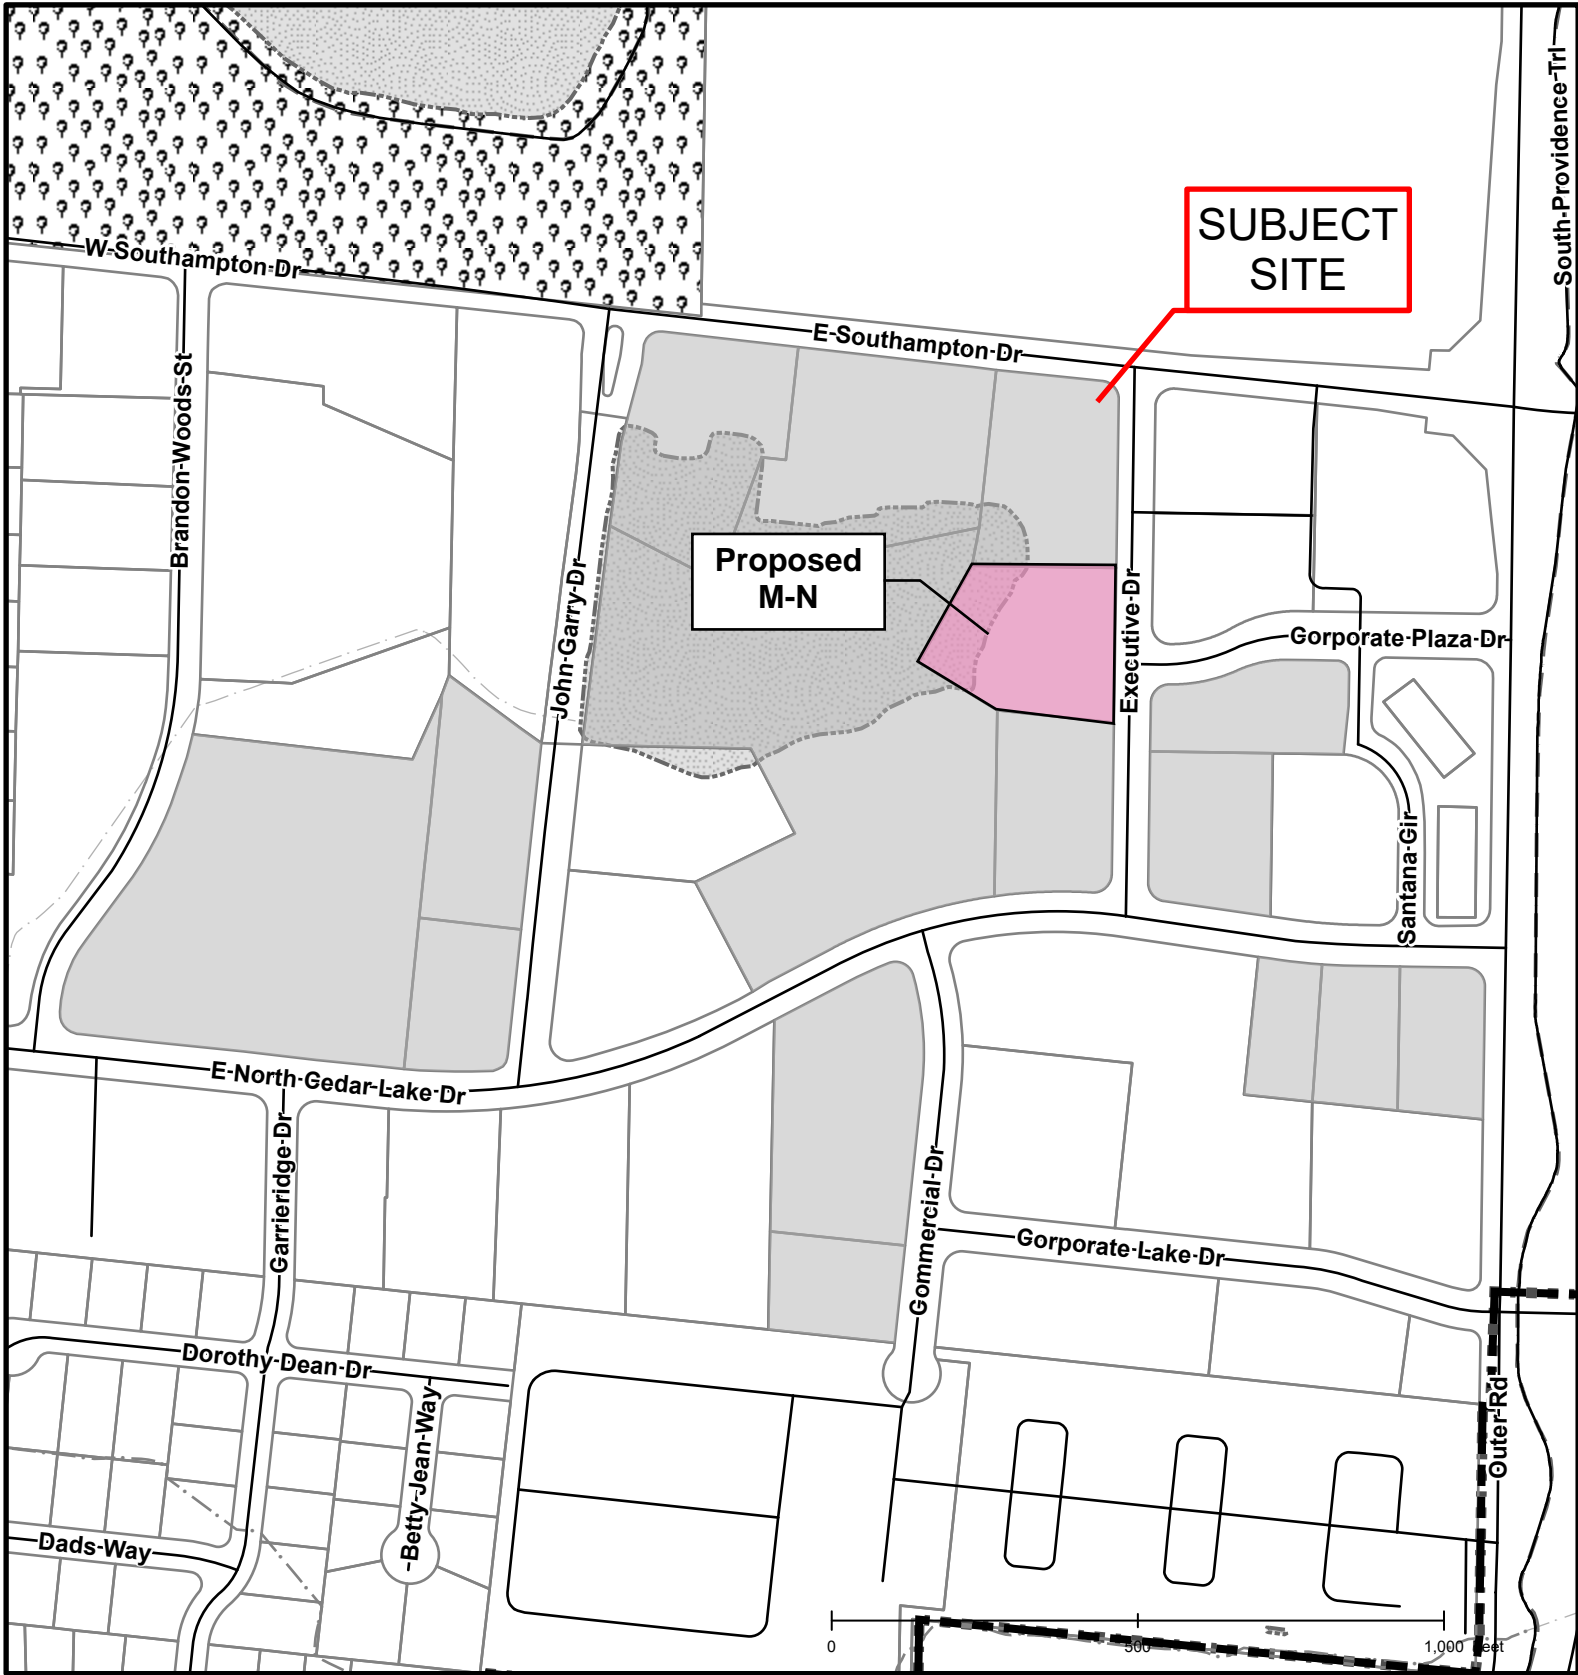 South-Providence-Trl
SUBJECT
SITE
W-Southampton-Dr
E-Southampton-Dr
Brandon-Woods-St
Proposed
M-N
John-Garry-Dr
Executive-Dr
Gorporate-Plaza-Dr
Santana-Gir
E-North-Gedar-Lake-Dr
Garrieridge-Dr
Gommercial-Dr
Gorporate-Lake-Dr
Dorothy-Dean-Dr
Betty-Jean-Way
Outer-Rd
Dads-Way
0
500
1,000